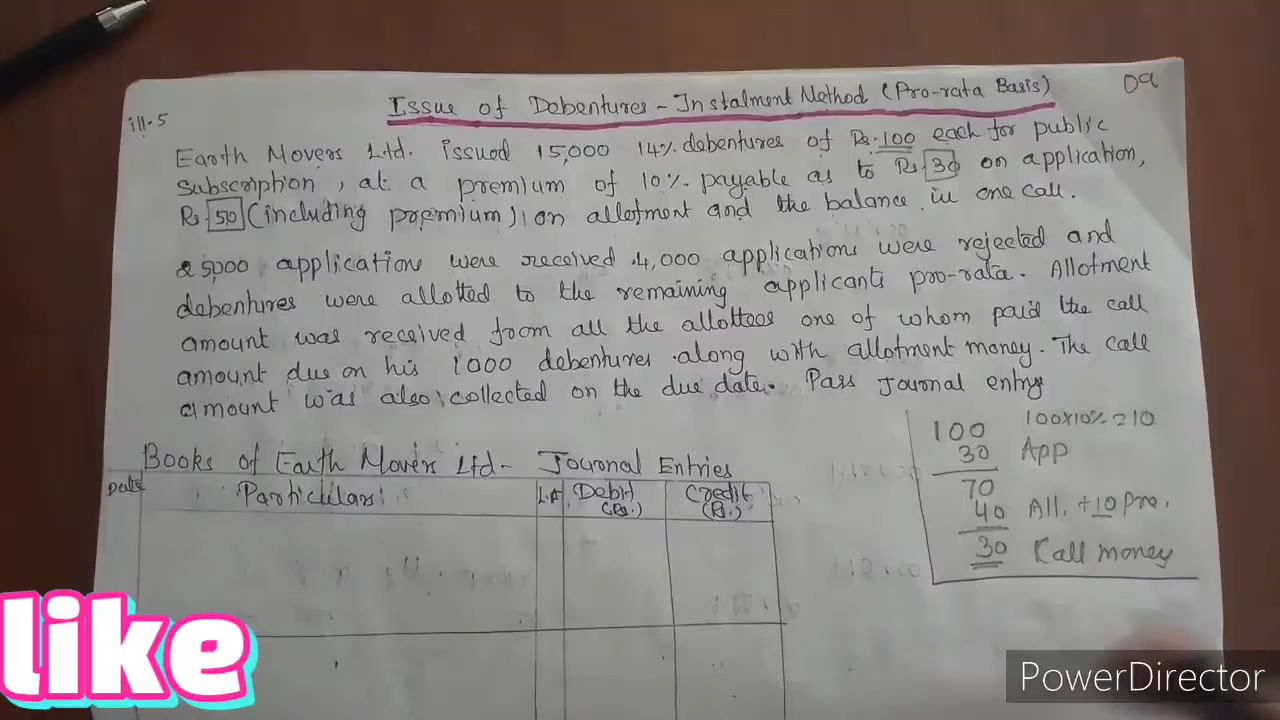 Issue of Debentures - Instalment Method (Pro-rata Basis)
09
ill.5
Earth Movers Ltd. issued 15,000 14% debentures of Rs.100 each for public
subscription, at a premium of 10% payable as to Rs 30 on application,
Rs. 50 (including premium) on allotment and the balance in one call.
25,000 application were received. 4,000 applications were rejected and
debentures were allotted to the remaining applicants pro-rata. Allotment
amount was received from all the allottees one of whom paid the call
amount due on his 1000 debentures along with allotment money. The call
amount was also collected on the due date. Pass Journal entry
100 100x10%=10
30 App
70
40 All. +10 pre.
30 Call money
Books of Earth Movers Ltd - Journal Entries
Date Particulars L.F Debit (Rs.) Credit (Rs.)
like
PowerDirector